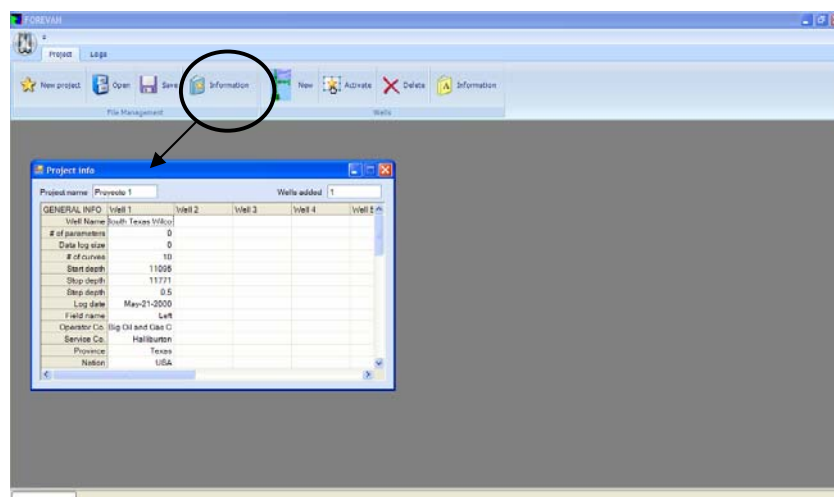 FOREVAH
Project Logs
New project Open Save Information New Activate Delete Information
File Management Wells
Project Info
Project name Proyecto 1 Wells added 1
GENERAL INFO Well 1 Well 2 Well 3 Well 4 Well
Well Name South Texas Wilco
# of parameters 0
Data log size 0
# of curves 10
Start depth 11095
Stop depth 11771
Step depth 0.5
Log date May-21-2000
Field name Left
Operator Co. Big Oil and Gas C
Service Co. Halliburton
Province Texas
Nation USA